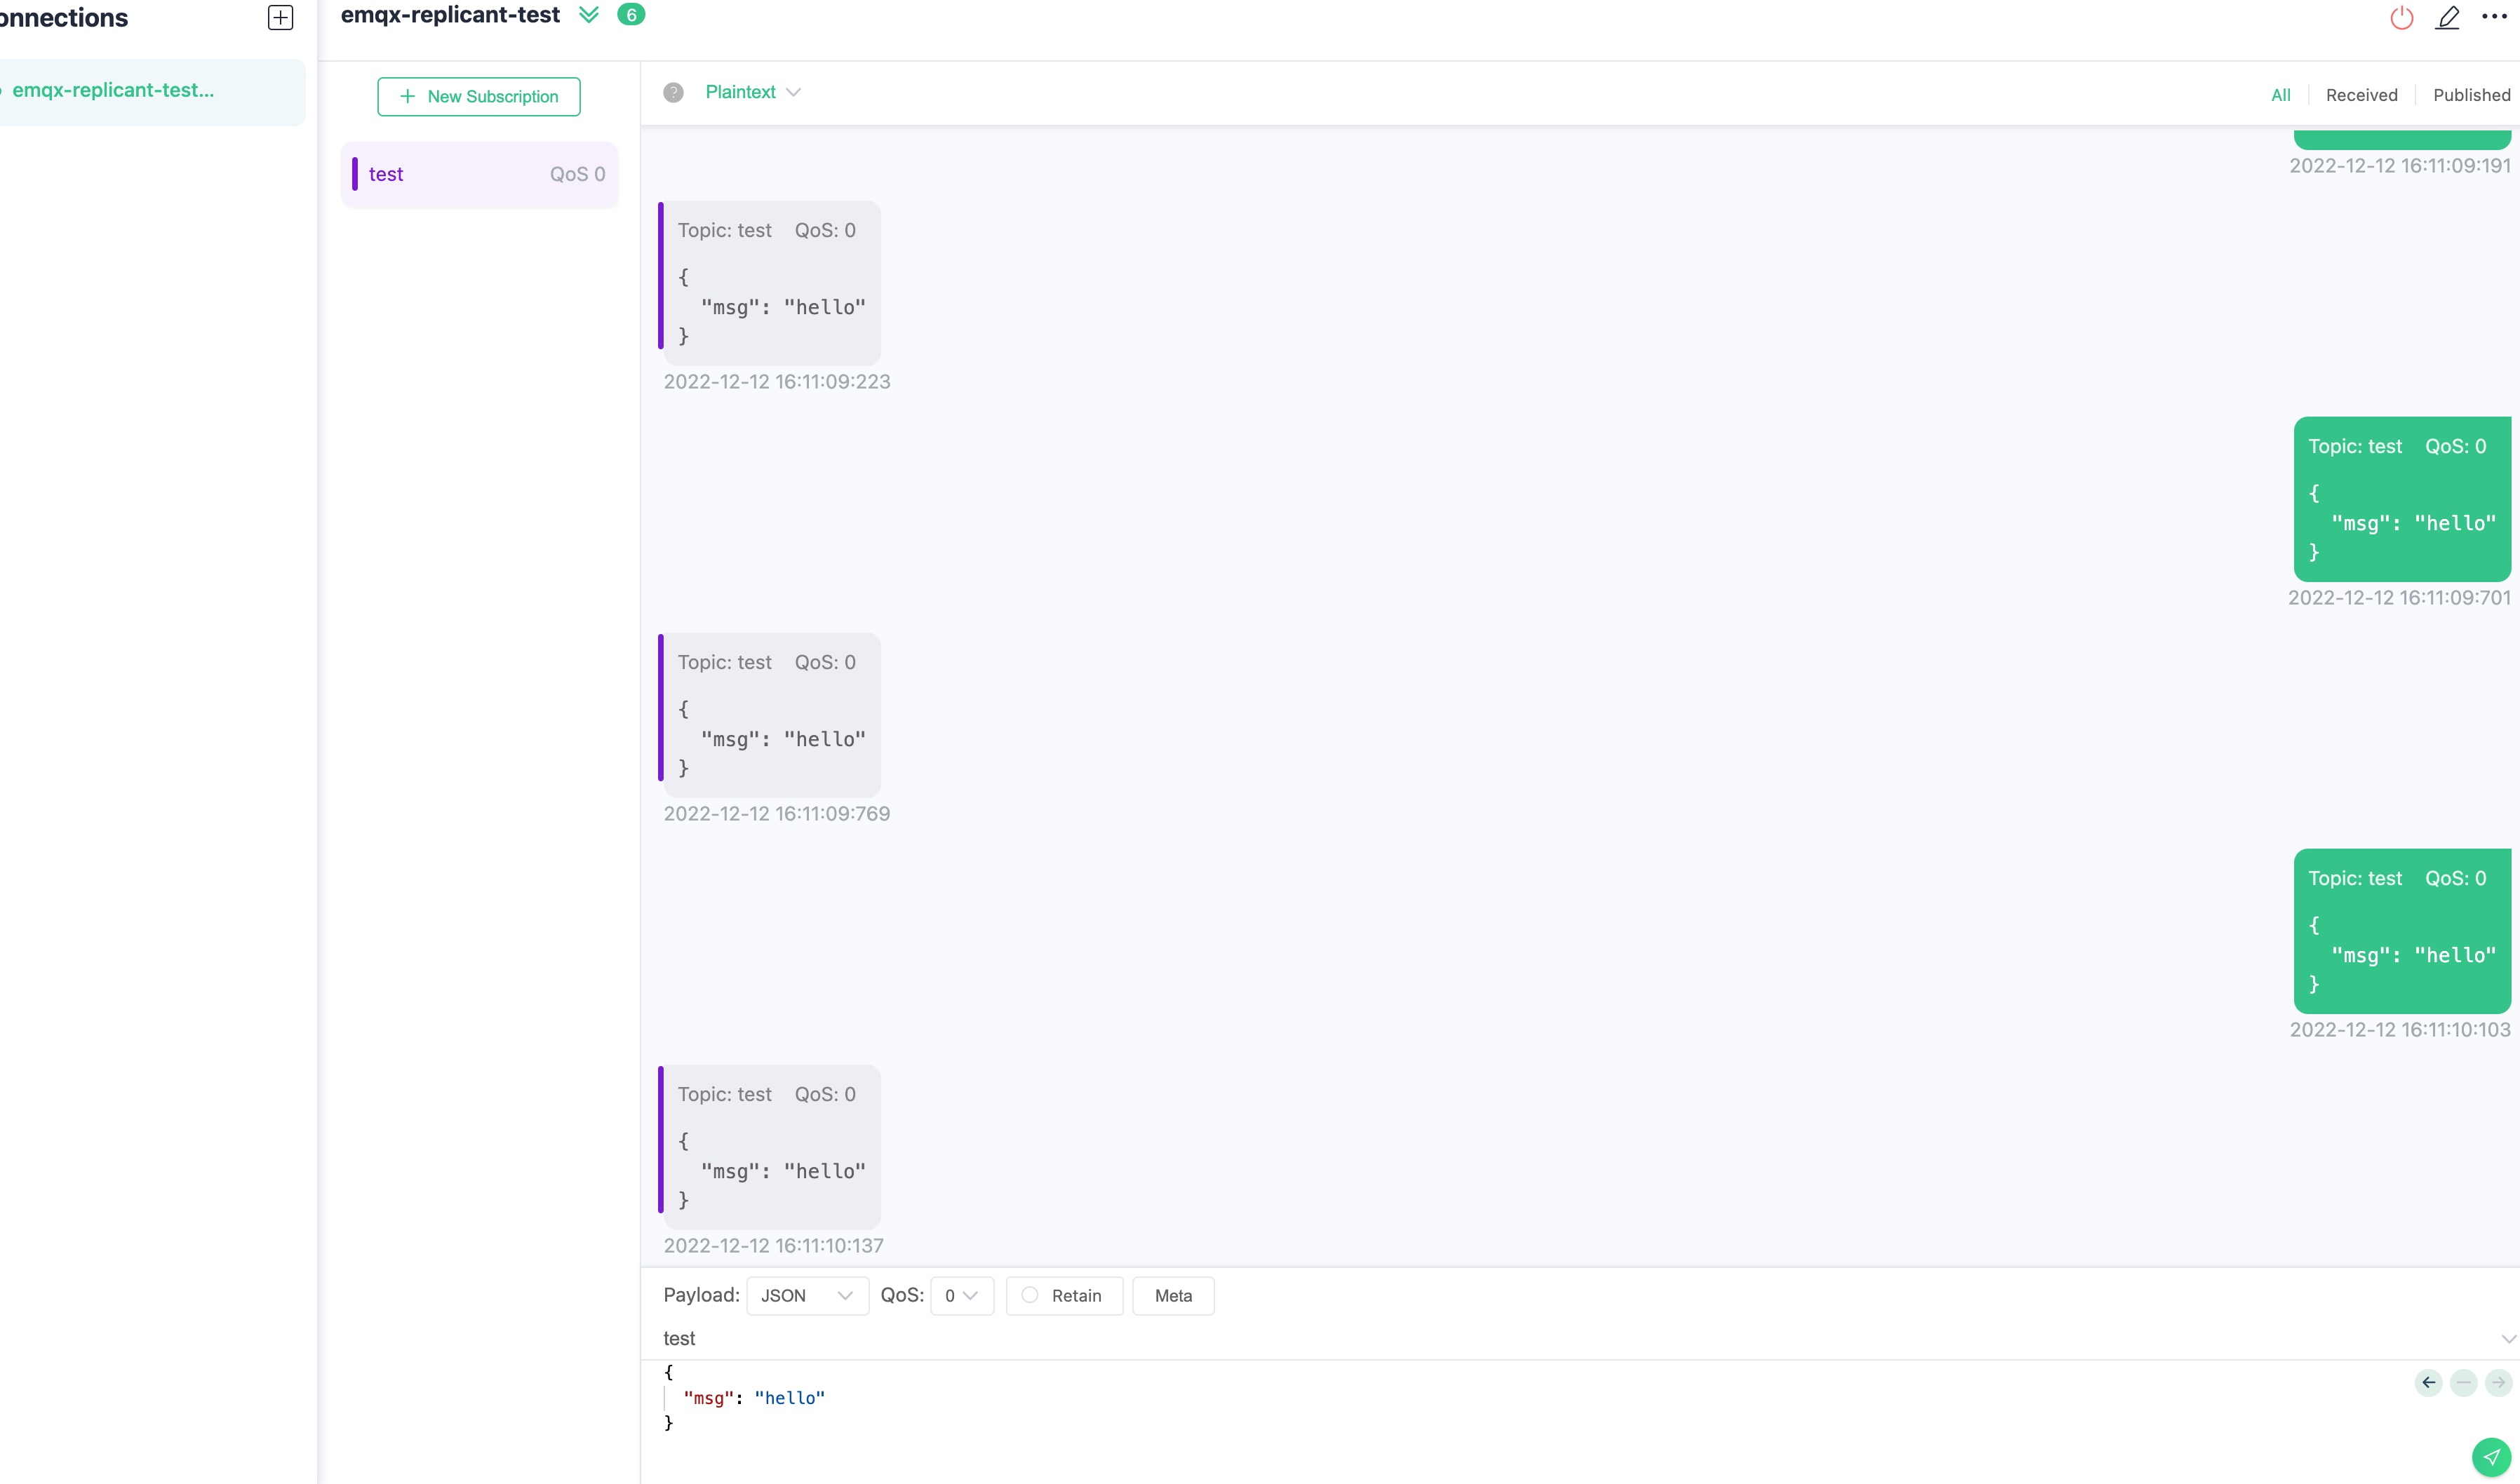 onnections
emqx-replicant-test 6
emqx-replicant-test...
New Subscription
test QoS 0
? Plaintext
All Received Published
2022-12-12 16:11:09:191
Topic: test QoS: 0
{
"msg": "hello"
}
2022-12-12 16:11:09:223
Topic: test QoS: 0
{
"msg": "hello"
}
2022-12-12 16:11:09:701
Topic: test QoS: 0
{
"msg": "hello"
}
2022-12-12 16:11:09:769
Topic: test QoS: 0
{
"msg": "hello"
}
2022-12-12 16:11:10:103
Topic: test QoS: 0
{
"msg": "hello"
}
2022-12-12 16:11:10:137
Payload: JSON QoS: 0 Retain Meta
test
{
"msg": "hello"
}